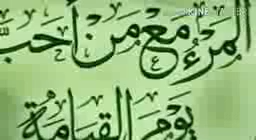 المرءُ مع من أحبَّ
يوم القيامة